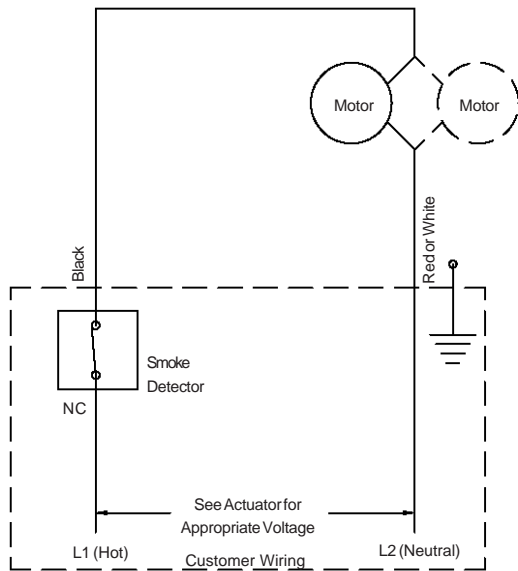 Motor
Motor
Black
Red or White
Smoke
Detector
NC
See Actuator for
Appropriate Voltage
L1 (Hot)
L2 (Neutral)
Customer Wiring